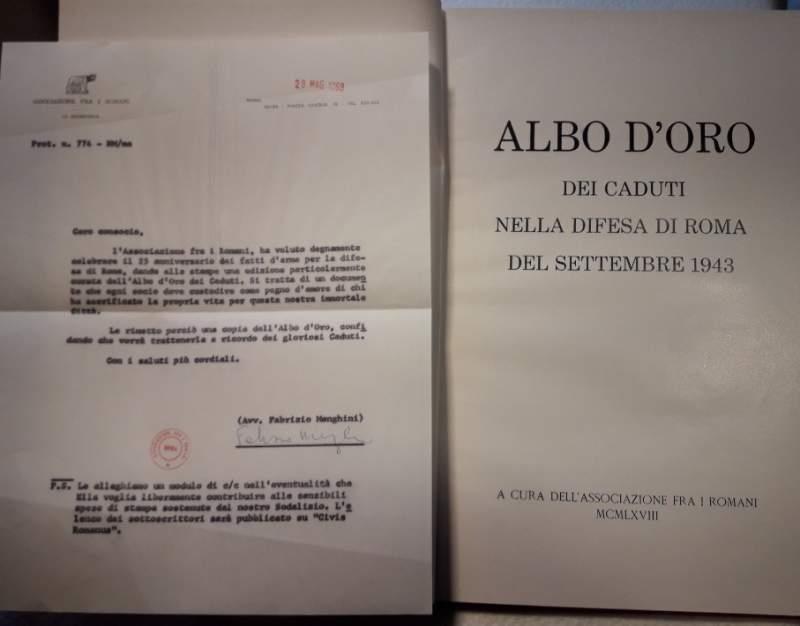 ASSOCIAZIONE FRA I ROMANI
29 MAG 1969
Prot. n. 774 - HM/ma
Caro consocio,
l'Associazione fra i Romani, ha voluto degnamente
celebrare il 25 anniversario dei fatti d'arme per la dife-
sa di Roma, dando alle stampe una edizione particolarmente
curata dell'Albo d'Oro dei Caduti. Si tratta di un documen
to che ogni socio deve custodire come pegno d'amore di chi
ha sacrificato la propria vita per questa nostra immortale
Città.
Le rimetto perciò una copia dell'Albo d'Oro, confi
dando che vorrà trattenerla a ricordo dei gloriosi Caduti.
Con i saluti più cordiali.
(Avv. Fabrizio Menghini)
P.S. Le alleghiamo un modulo di c/c nell'eventualità che
Ella voglia liberamente contribuire alle sensibili
spese di stampa sostenute dal nostro Sodalizio. L'e
lenco dei sottoscrittori sarà pubblicato su "Civis
Romanus".
ALBO D'ORO
DEI CADUTI
NELLA DIFESA DI ROMA
DEL SETTEMBRE 1943
A CURA DELL'ASSOCIAZIONE FRA I ROMANI
MCMLXVIII